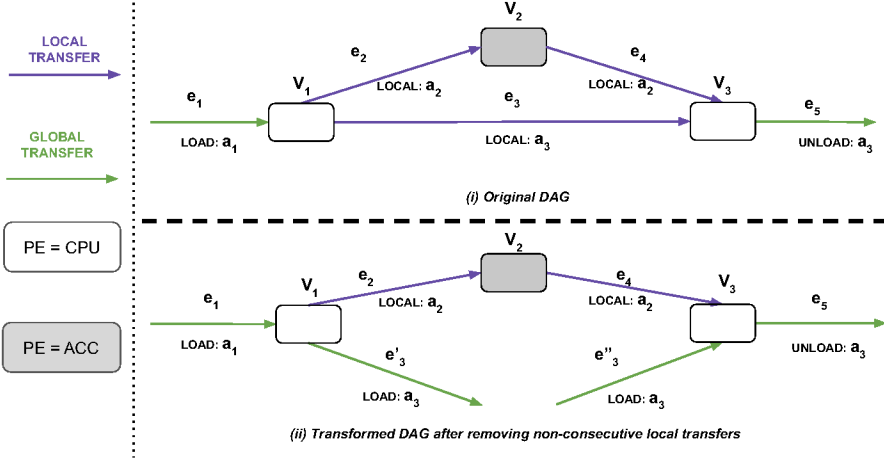 LOCAL
TRANSFER
GLOBAL
TRANSFER
PE = CPU
PE = ACC
V2
e2
e4
V1
LOCAL: a2
LOCAL: a2
V3
e1
e3
e5
LOAD: a1
LOCAL: a3
UNLOAD: a3
(i) Original DAG
V2
e2
e4
V1
LOCAL: a2
LOCAL: a2
V3
e1
e5
LOAD: a1
UNLOAD: a3
e'3
e"3
LOAD: a3
LOAD: a3
(ii) Transformed DAG after removing non-consecutive local transfers